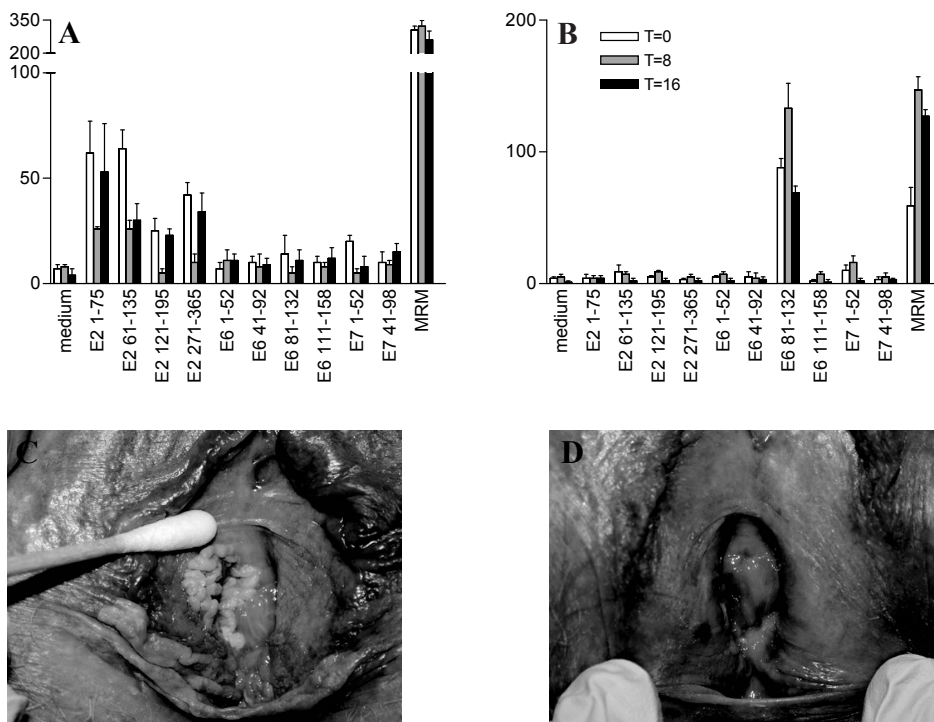 A
350
200
100
50
0
medium
E2 1-75
E2 61-135
E2 121-195
E2 271-365
E6 1-52
E6 41-92
E6 81-132
E6 111-158
E7 1-52
E7 41-98
MRM
B
200
100
0
T=0
T=8
T=16
medium
E2 1-75
E2 61-135
E2 121-195
E2 271-365
E6 1-52
E6 41-92
E6 81-132
E6 111-158
E7 1-52
E7 41-98
MRM
C
D